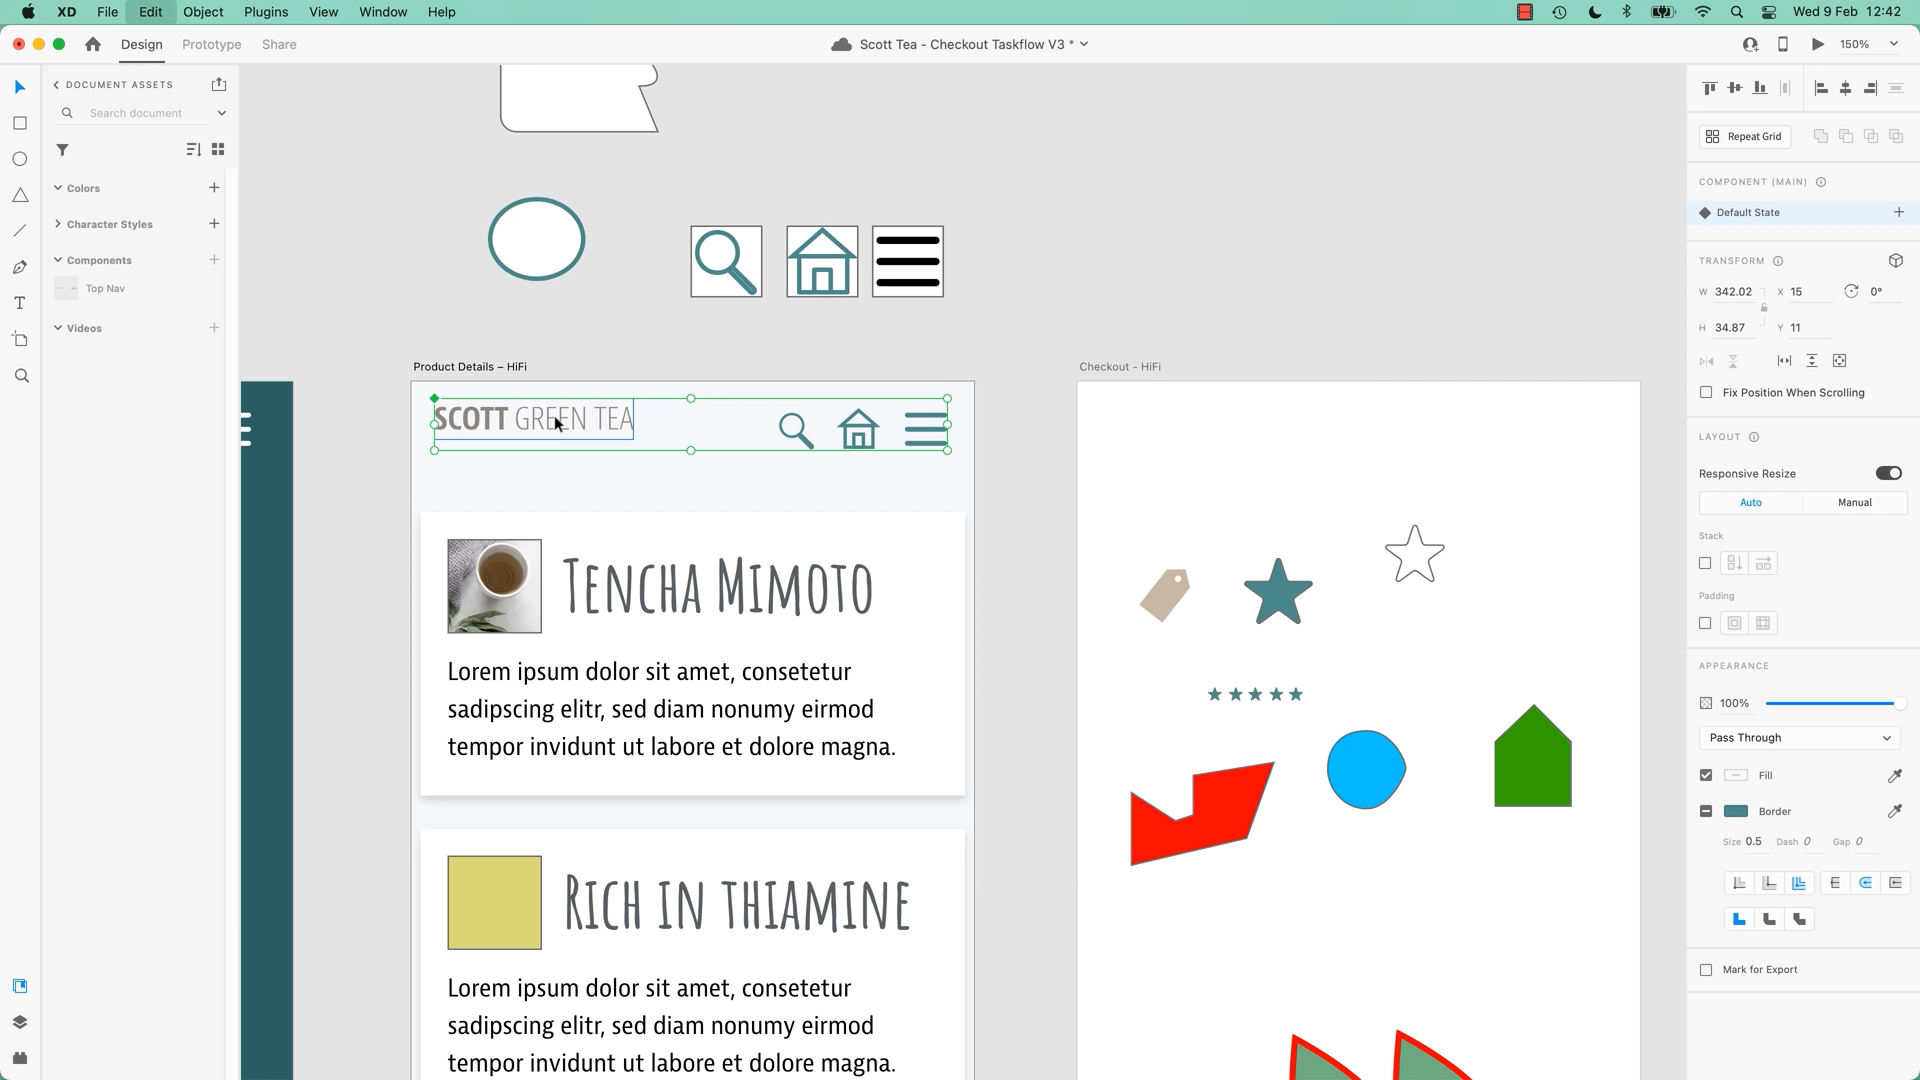 XD File Edit Object Plugins View Window Help Wed 9 Feb 12:42
Design Prototype Share Scott Tea - Checkout Taskflow V3 * 150%
DOCUMENT ASSETS
Search document
Colors
Character Styles
Components
Top Nav
Videos
Product Details – HiFi
SCOTT GREEN TEA
Tencha Mimoto
Lorem ipsum dolor sit amet, consetetur
sadipscing elitr, sed diam nonumy eirmod
tempor invidunt ut labore et dolore magna.
Rich in thiamine
Lorem ipsum dolor sit amet, consetetur
sadipscing elitr, sed diam nonumy eirmod
tempor invidunt ut labore et dolore magna.
Checkout - HiFi
Repeat Grid
COMPONENT (MAIN)
Default State
TRANSFORM
W 342.02 X 15 0°
H 34.87 Y 11
Fix Position When Scrolling
LAYOUT
Responsive Resize
Auto Manual
Stack
Padding
APPEARANCE
100%
Pass Through
Fill
Border
Size 0.5 Dash 0 Gap 0
Mark for Export